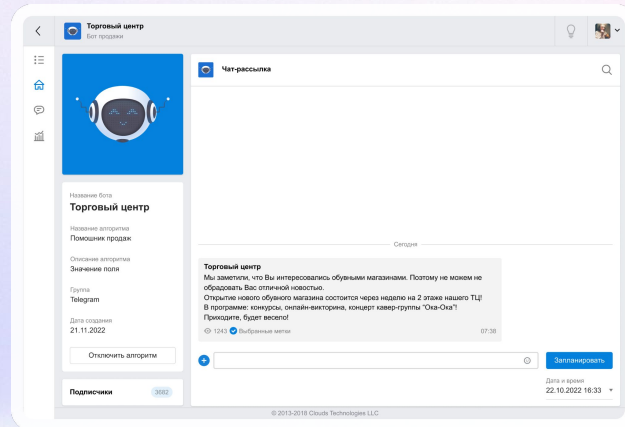 Торговый центр
Бот продажи
Чат-рассылка
Название бота
Торговый центр
Название алгоритма
Помошник продаж
Описание алгоритма
Значение поля
Группа
Telegram
Дата создания
21.11.2022
Отключить алгоритм
Подписчики 3682
Сегодня
Торговый центр
Мы заметили, что Вы интересовались обувными магазинами. Поэтому не можем не
обрадовать Вас отличной новостью.
Открытие нового обувного магазина состоится через неделю на 2 этаже нашего ТЦ!
В программе: конкурсы, онлайн-викторина, концерт кавер-группы "Ока-Ока"!
Приходите, будет весело!
1243 Выбранные метки 07:38
Запланировать
Дата и время
22.10.2022 16:33
© 2013-2018 Clouds Technologies LLC